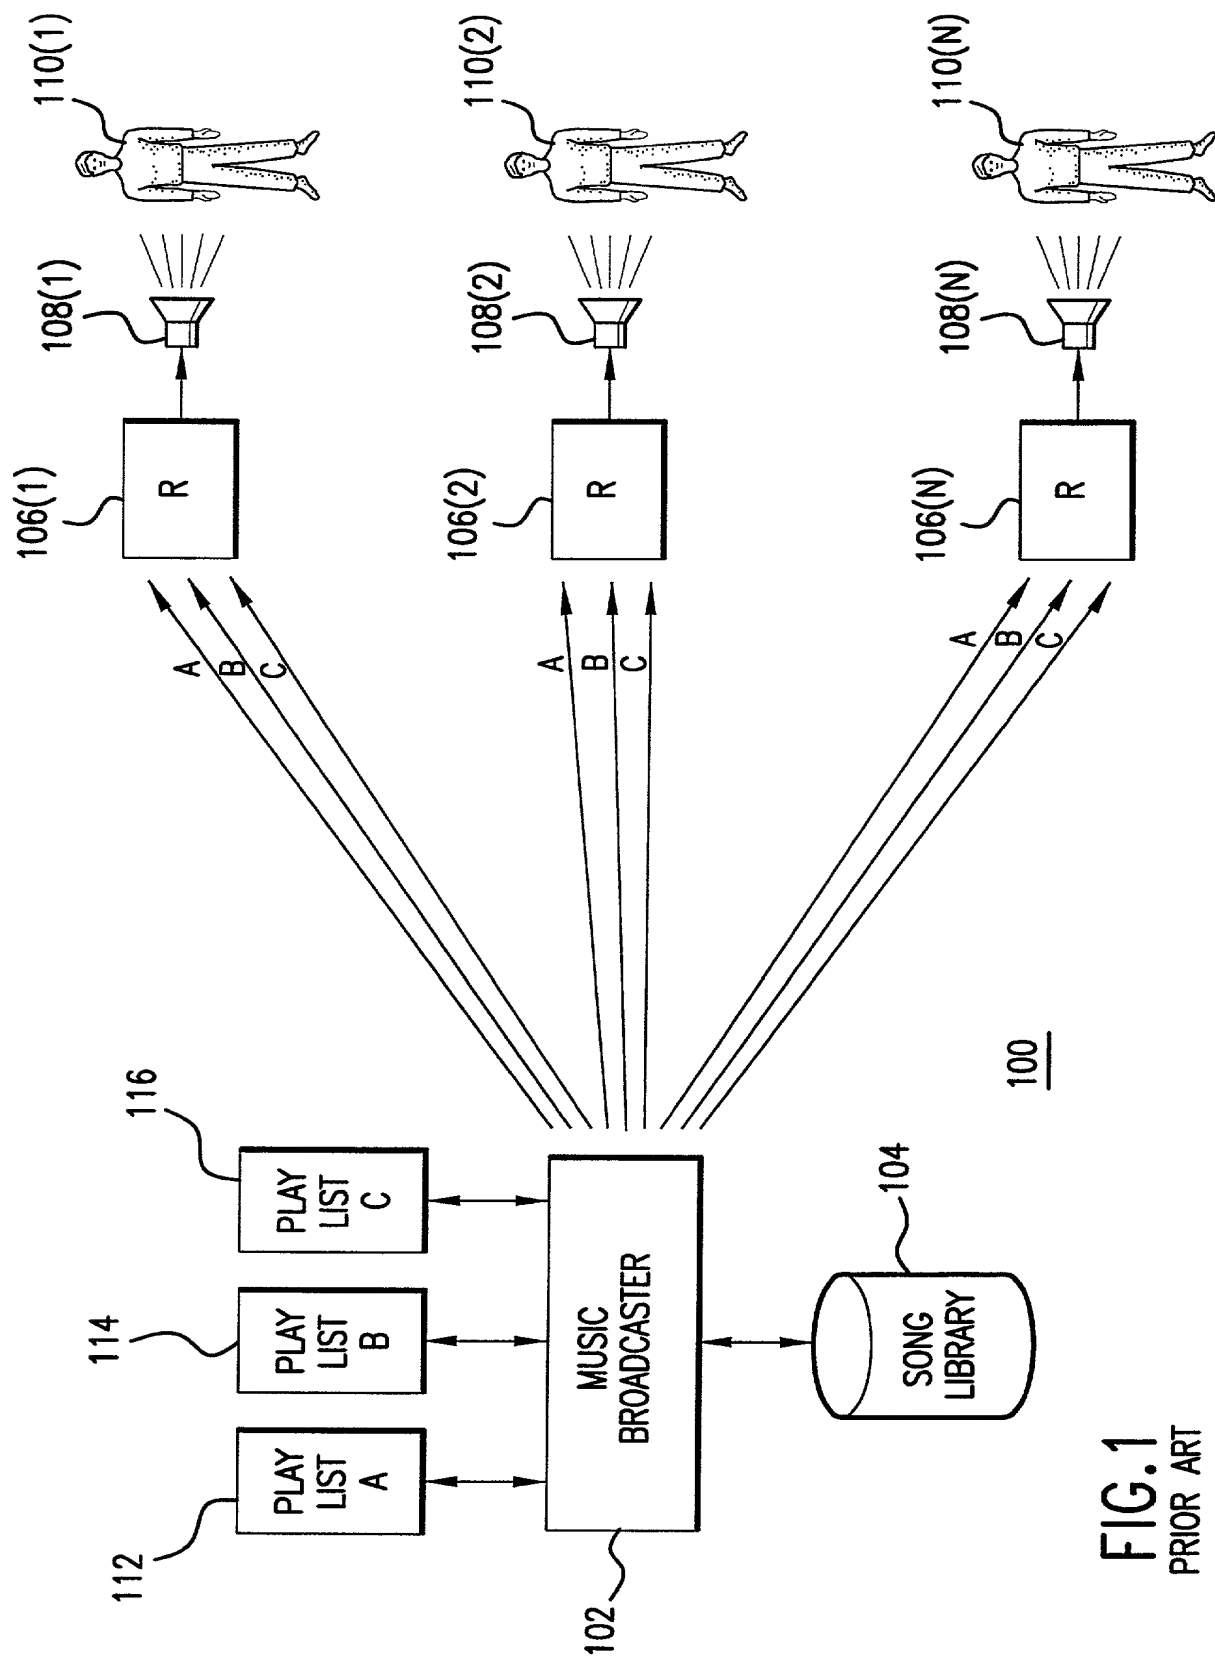 112
PLAY
LIST
A
114
PLAY
LIST
B
116
PLAY
LIST
C
102
MUSIC
BROADCASTER
104
SONG
LIBRARY
100
A
B
C
A
B
C
A
B
C
106(1)
R
108(1)
110(1)
106(2)
R
108(2)
110(2)
106(N)
R
108(N)
110(N)
FIG.1
PRIOR ART